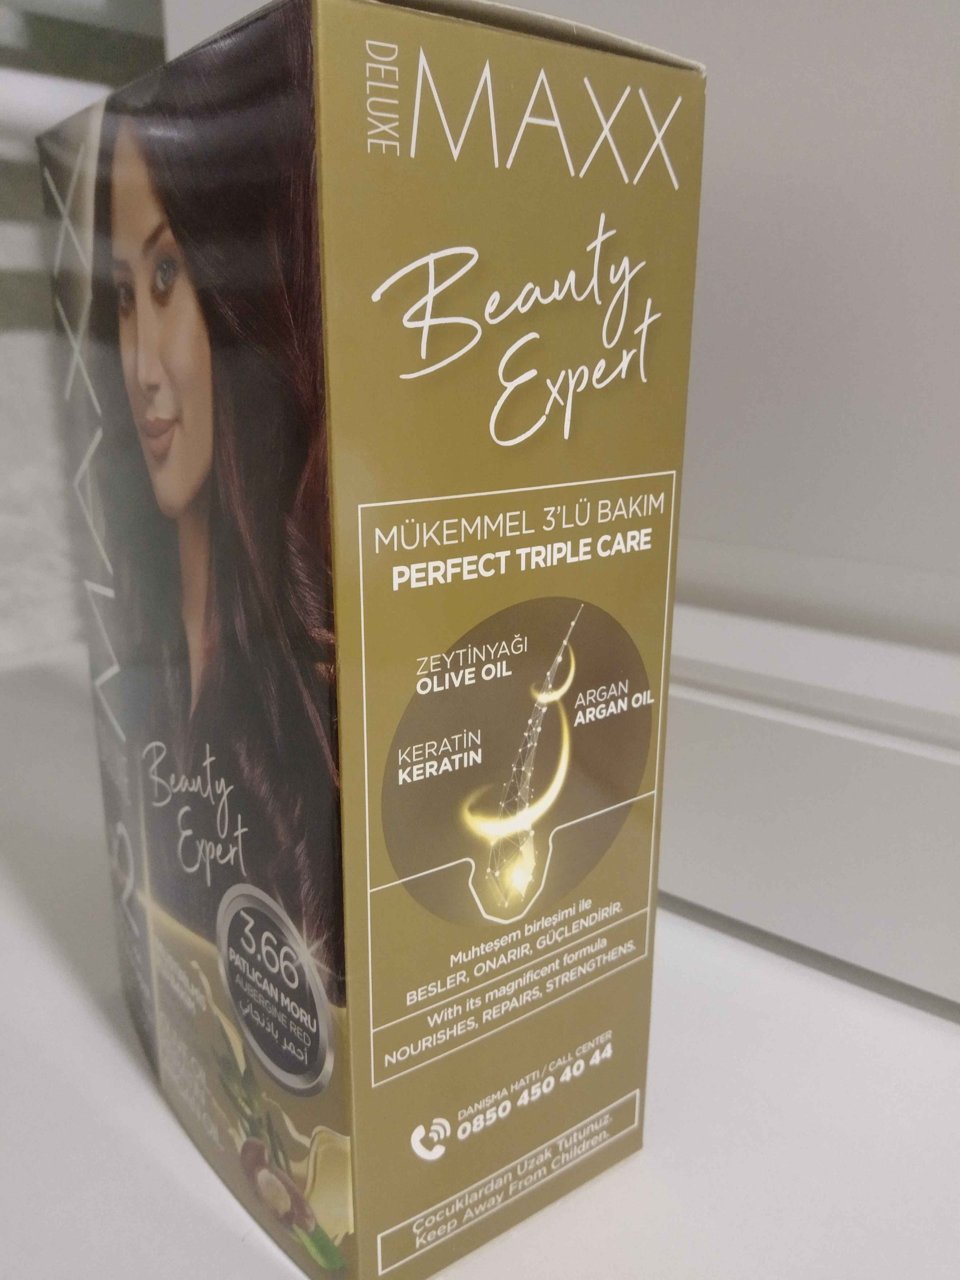 DELUXE
MAXX
Beauty
Expert
MÜKEMMEL 3'LÜ BAKIM
PERFECT TRIPLE CARE
ZEYTİNYAĞI
OLIVE OIL
ARGAN
ARGAN OIL
KERATİN
KERATIN
Muhteşem birleşimi ile
BESLER, ONARIR, GÜÇLENDİRİR.
With its magnificent formula
NOURISHES, REPAIRS, STRENGTHENS.
DANIŞMA HATTI / CALL CENTER
0850 450 40 44
Çocuklardan Uzak Tutunuz.
Keep Away From Children.
MAXX
Beauty
Expert
3.66
PATLICAN MORU
AUBERGINE RED
أحمر باذنجاني